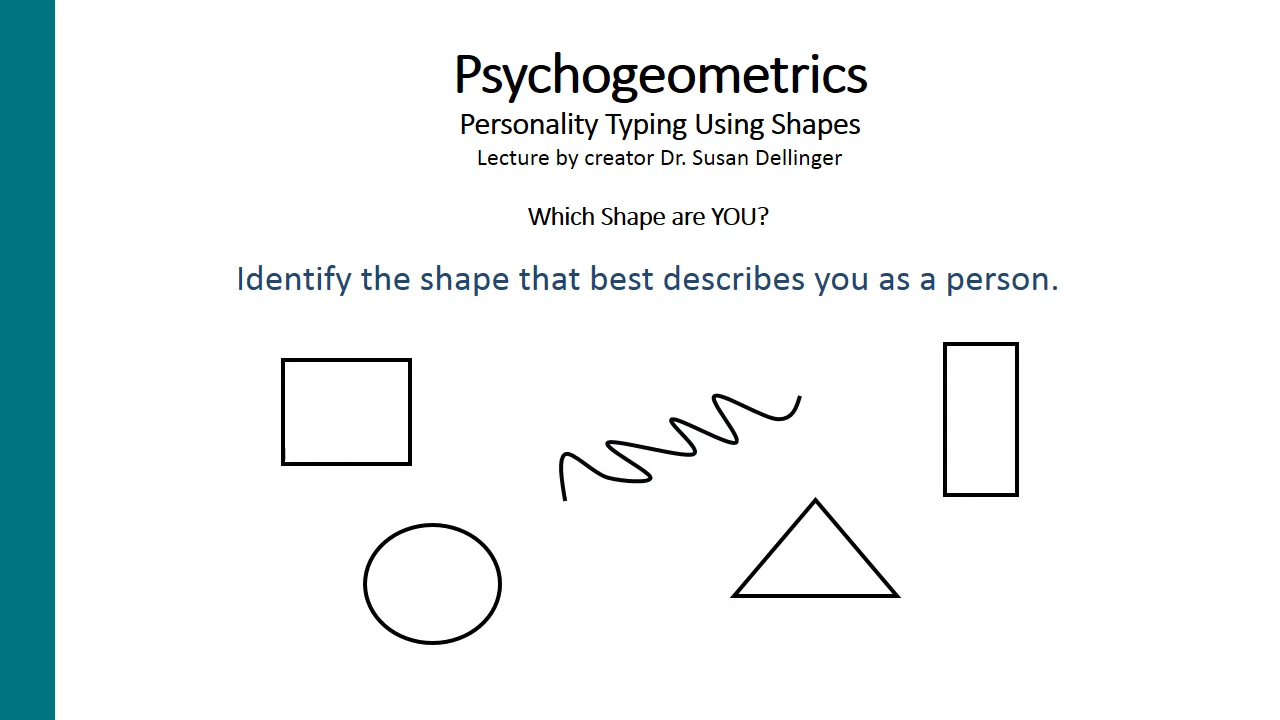 Psychogeometrics
Personality Typing Using Shapes
Lecture by creator Dr. Susan Dellinger
Which Shape are YOU?
Identify the shape that best describes you as a person.